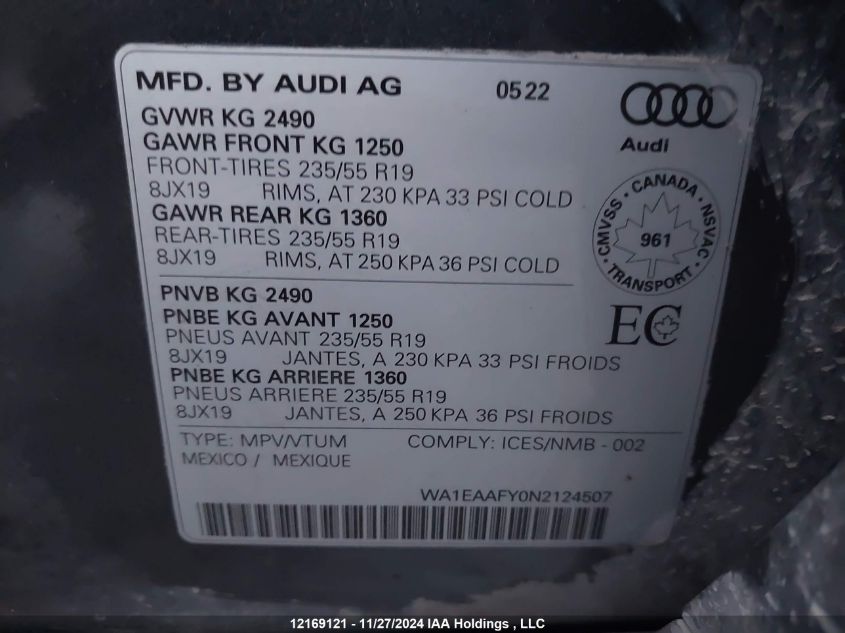 MFD. BY AUDI AG 0522
Audi
GVWR KG 2490
GAWR FRONT KG 1250
FRONT-TIRES 235/55 R19
8JX19 RIMS, AT 230 KPA 33 PSI COLD
GAWR REAR KG 1360
REAR-TIRES 235/55 R19
8JX19 RIMS, AT 250 KPA 36 PSI COLD
CMVSS · CANADA · NSVAC · TRANSPORT ·
961
PNVB KG 2490
PNBE KG AVANT 1250
PNEUS AVANT 235/55 R19
8JX19 JANTES, A 230 KPA 33 PSI FROIDS
PNBE KG ARRIERE 1360
PNEUS ARRIERE 235/55 R19
8JX19 JANTES, A 250 KPA 36 PSI FROIDS
EC
TYPE: MPV/VTUM COMPLY: ICES/NMB - 002
MEXICO / MEXIQUE
WA1EAAFY0N2124507
12169121 - 11/27/2024 IAA Holdings , LLC